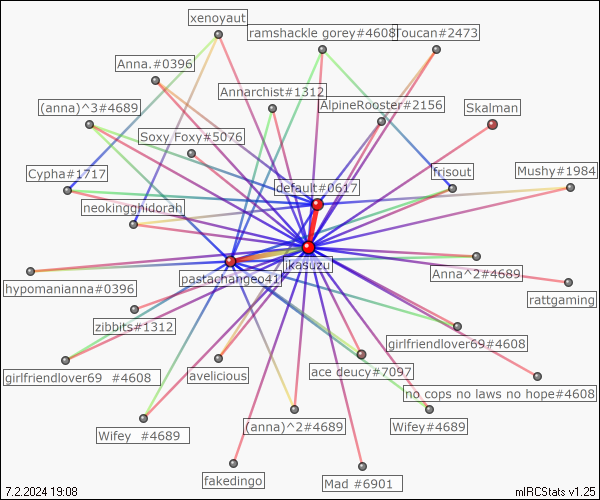 xenoyaut
ramshackle gorey#4608
Toucan#2473
Anna.#0396
Annarchist#1312
(anna)^3#4689
AlpineRooster#2156
Skalman
Soxy Foxy#5076
Cypha#1717
default#0617
frisout
Mushy#1984
neokingghidorah
jkasuzu
pastachangeo41
Anna^2#4689
hypomanianna#0396
rattgaming
zibbits#1312
girlfriendlover69#4608
girlfriendlover69 #4608
avelicious
ace deucy#7097
no cops no laws no hope#4608
Wifey #4689
(anna)^2#4689
Wifey#4689
fakedingo
Mad #6901
7.2.2024 19:08
mIRCStats v1.25